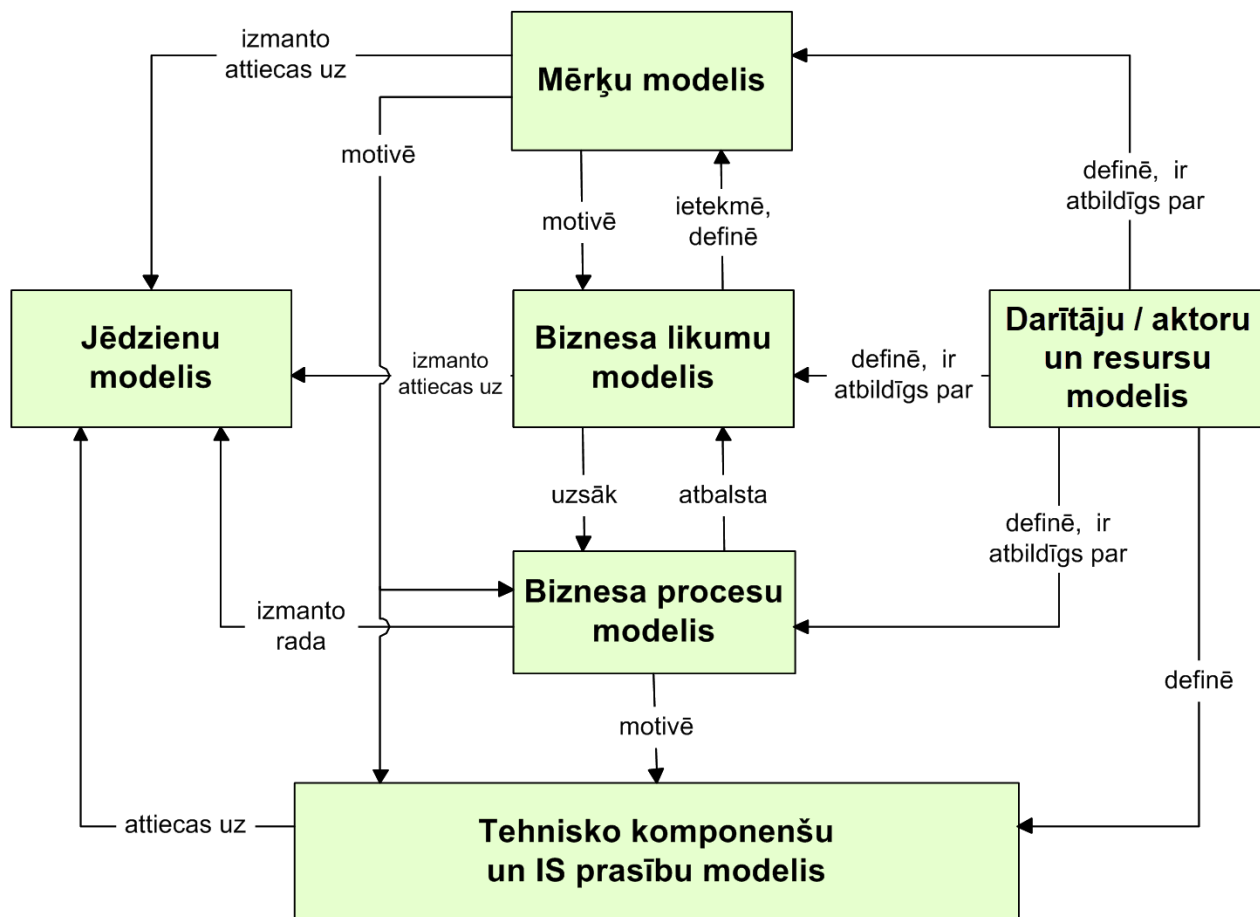 izmanto
attiecas uz
Mērķu modelis
motivē
definē, ir
atbildīgs par
motivē
ietekmē,
definē
Jēdzienu
modelis
izmanto
attiecas uz
Biznesa likumu
modelis
definē, ir
atbildīgs par
Darītāju / aktoru
un resursu
modelis
uzsāk
atbalsta
definē, ir
atbildīgs par
izmanto
rada
Biznesa procesu
modelis
definē
motivē
attiecas uz
Tehnisko komponenšu
un IS prasību modelis